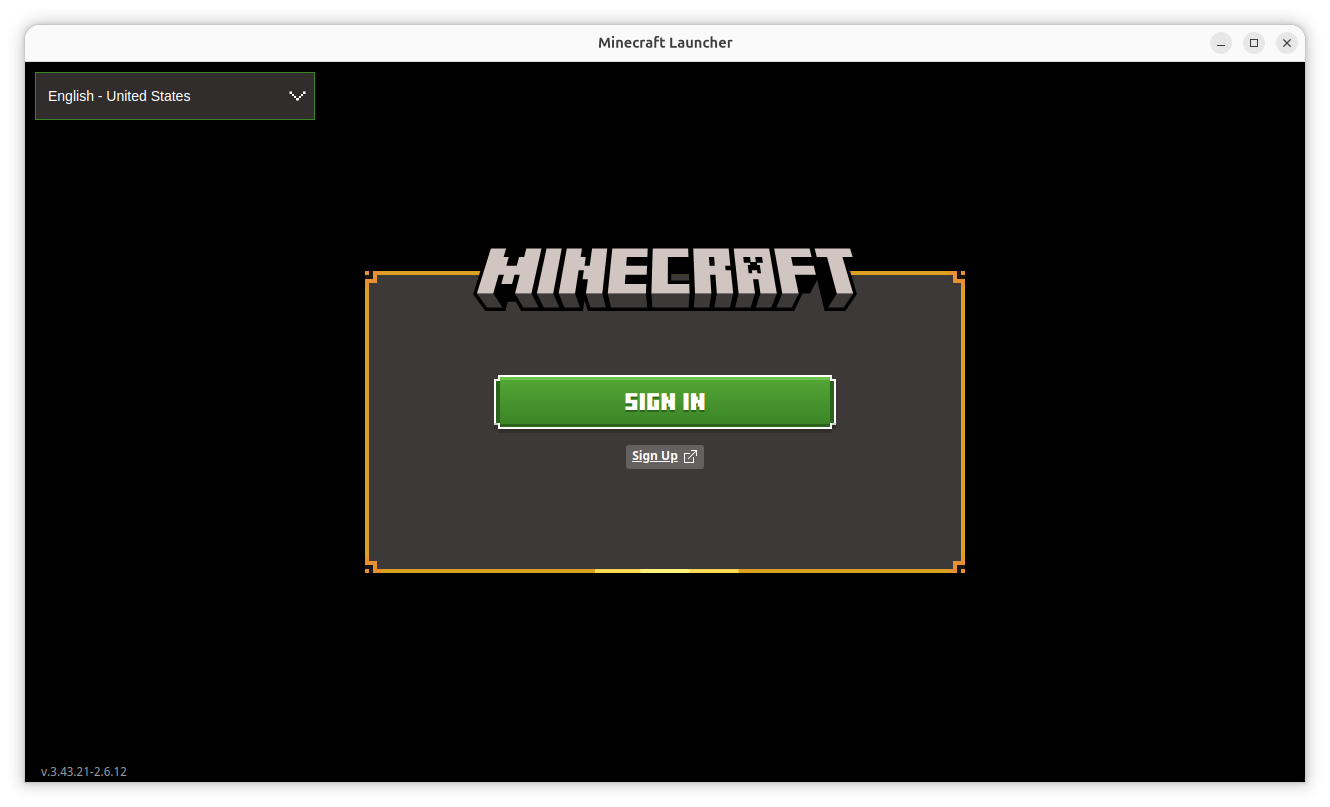 Minecraft Launcher
English - United States
MINECRAFT
SIGN IN
Sign Up
v.3.43.21-2.6.12